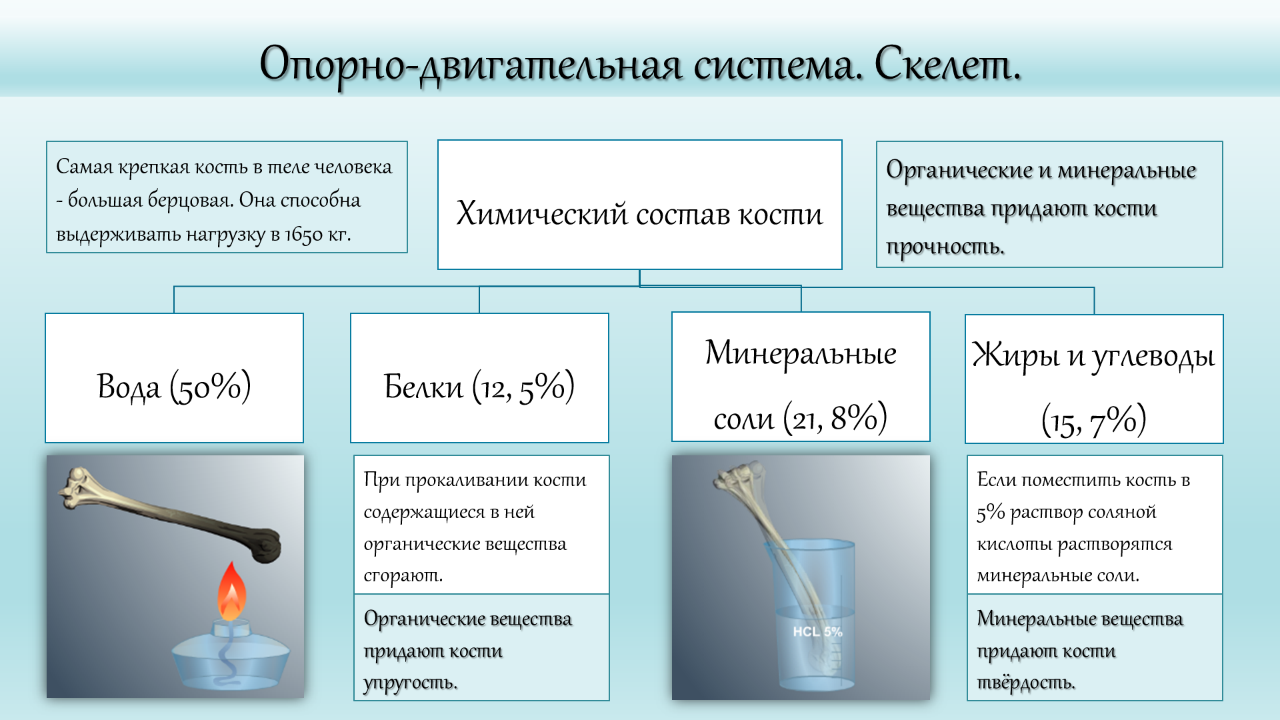 Опорно-двигательная система. Скелет.
Самая крепкая кость в теле человека
- большая берцовая. Она способна
выдерживать нагрузку в 1650 кг.
Химический состав кости
Органические и минеральные
вещества придают кости
прочность.
Вода (50%)
Белки (12, 5%)
Минеральные
соли (21, 8%)
Жиры и углеводы
(15, 7%)
При прокаливании кости
содержащиеся в ней
органические вещества
сгорают.
Органические вещества
придают кости
упругость.
HCL 5%
Если поместить кость в
5% раствор соляной
кислоты растворятся
минеральные соли.
Минеральные вещества
придают кости
твёрдость.